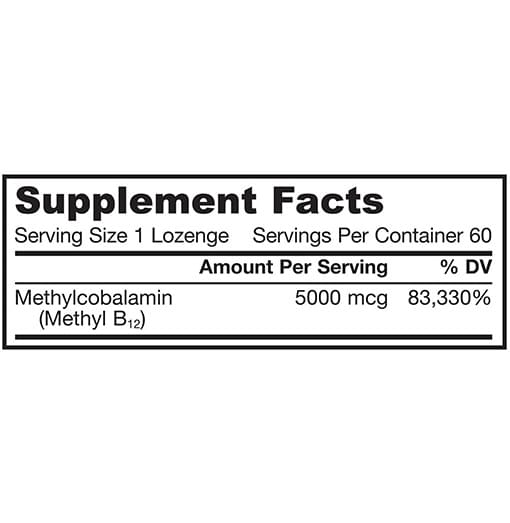 Supplement Facts
Serving Size 1 Lozenge Servings Per Container 60
Amount Per Serving % DV
Methylcobalamin 5000 mcg 83,330%
(Methyl B12)